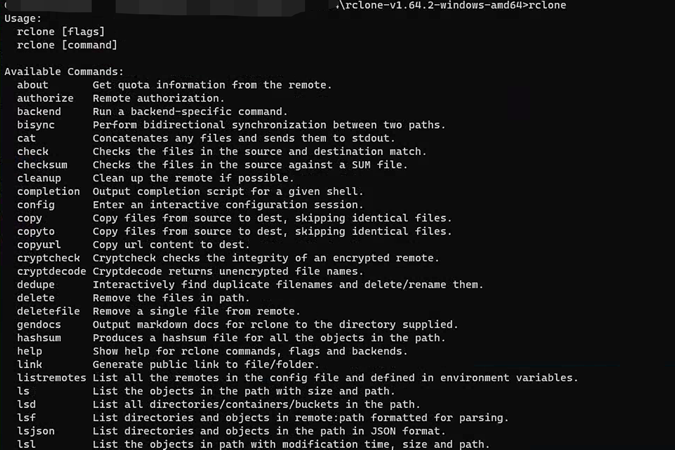 .\rclone-v1.64.2-windows-amd64>rclone
Usage:
  rclone [flags]
  rclone [command]

Available Commands:
  about       Get quota information from the remote.
  authorize   Remote authorization.
  backend     Run a backend-specific command.
  bisync      Perform bidirectional synchronization between two paths.
  cat         Concatenates any files and sends them to stdout.
  check       Checks the files in the source and destination match.
  checksum    Checks the files in the source against a SUM file.
  cleanup     Clean up the remote if possible.
  completion  Output completion script for a given shell.
  config      Enter an interactive configuration session.
  copy        Copy files from source to dest, skipping identical files.
  copyto      Copy files from source to dest, skipping identical files.
  copyurl     Copy url content to dest.
  cryptcheck  Cryptcheck checks the integrity of an encrypted remote.
  cryptdecode Cryptdecode returns unencrypted file names.
  dedupe      Interactively find duplicate filenames and delete/rename them.
  delete      Remove the files in path.
  deletefile  Remove a single file from remote.
  gendocs     Output markdown docs for rclone to the directory supplied.
  hashsum     Produces a hashsum file for all the objects in the path.
  help        Show help for rclone commands, flags and backends.
  link        Generate public link to file/folder.
  listremotes List all the remotes in the config file and defined in environment variables.
  ls          List the objects in the path with size and path.
  lsd         List all directories/containers/buckets in the path.
  lsf         List directories and objects in remote:path formatted for parsing.
  lsjson      List directories and objects in the path in JSON format.
  lsl         List the objects in path with modification time, size and path.